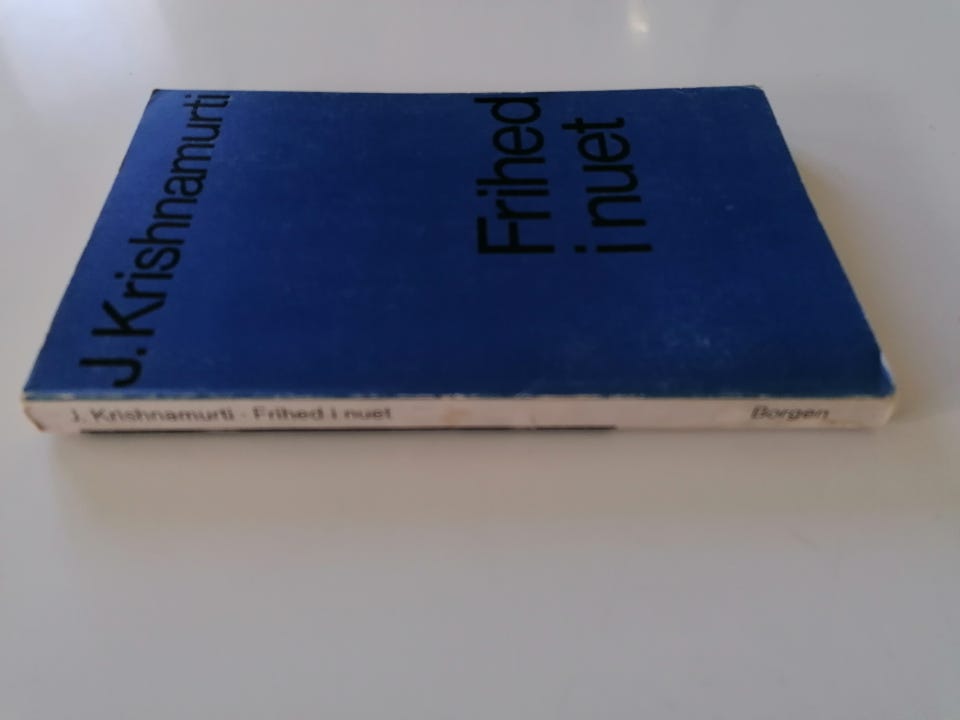 J. Krishnamurti
Frihed
i nuet
J. Krishnamurti · Frihed i nuet
Borgen